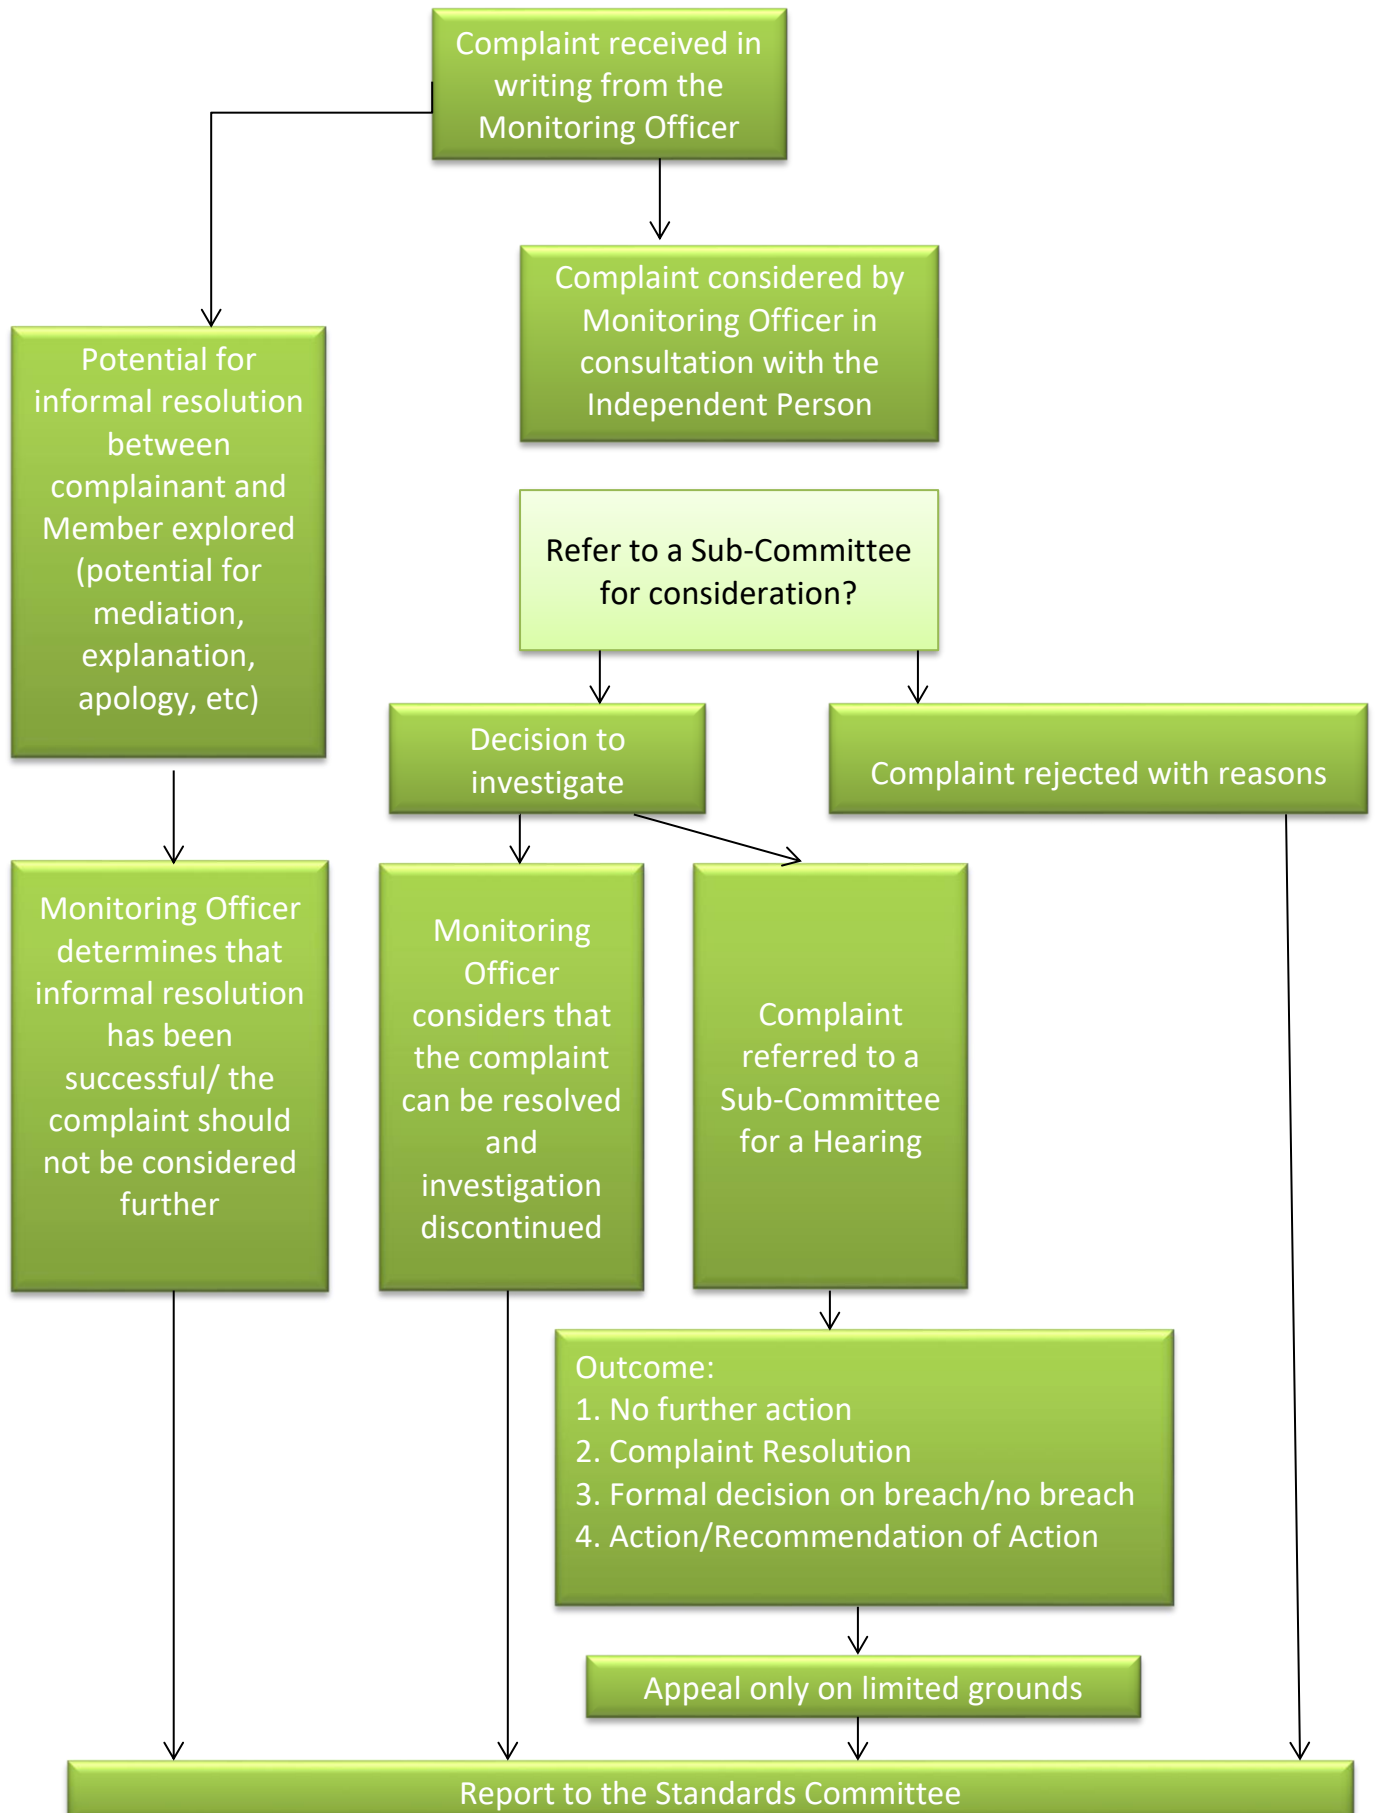 Complaint received in
writing from the
Monitoring Officer
Complaint considered by
Monitoring Officer in
consultation with the
Independent Person
Potential for
informal resolution
between
complainant and
Member explored
(potential for
mediation,
explanation,
apology, etc)
Refer to a Sub-Committee
for consideration?
Decision to
investigate
Complaint rejected with reasons
Monitoring Officer
determines that
informal resolution
has been
successful/ the
complaint should
not be considered
further
Monitoring
Officer
considers that
the complaint
can be resolved
and
investigation
discontinued
Complaint
referred to a
Sub-Committee
for a Hearing
Outcome:
1. No further action
2. Complaint Resolution
3. Formal decision on breach/no breach
4. Action/Recommendation of Action
Appeal only on limited grounds
Report to the Standards Committee